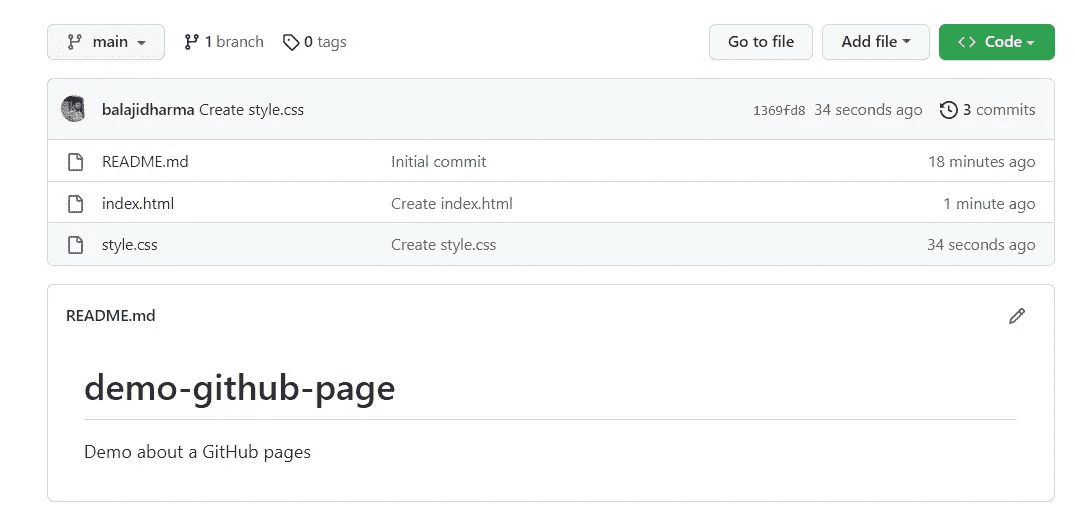 main 1 branch 0 tags Go to file Add file Code
balajidharma Create style.css 1369fd8 34 seconds ago 3 commits
README.md Initial commit 18 minutes ago
index.html Create index.html 1 minute ago
style.css Create style.css 34 seconds ago
README.md
demo-github-page
Demo about a GitHub pages